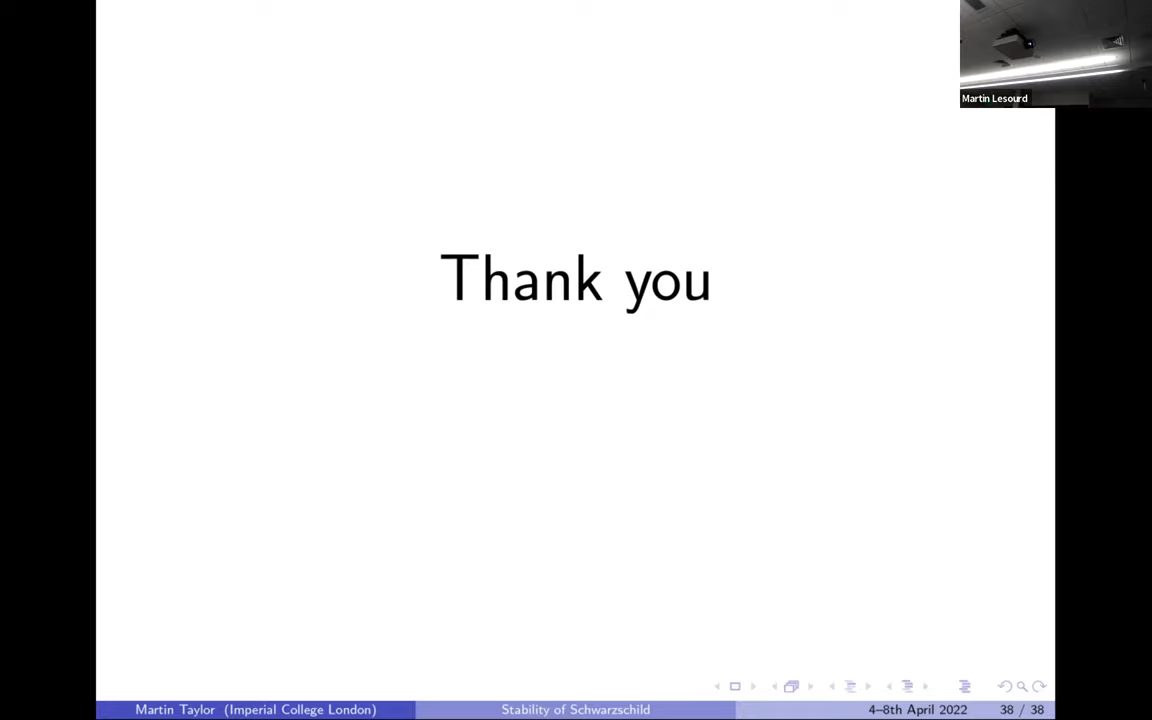 Martin Lesourd
Thank you
Martin Taylor (Imperial College London)
Stability of Schwarzschild
4–8th April 2022
38 / 38